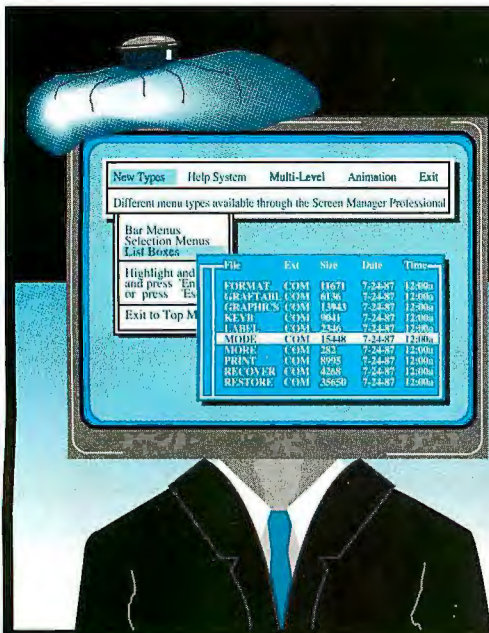 New Types Help System Multi-Level Animation Exit
Different menu types available through the Screen Manager Professional
Bar Menus
Selection Menus
List Boxes
Highlight and
and press 'En
or press 'Es
Exit to Top M
File Ext Size Date Time
FORMAT COM 11671 7-24-87 12:00a
GRAFTABL COM 6136 7-24-87 12:00a
GRAPHICS COM 13943 7-24-87 12:00a
KEYB COM 9041 7-24-87 12:00a
LABEL COM 2346 7-24-87 12:00a
MODE COM 15448 7-24-87 12:00a
MORE COM 282 7-24-87 12:00a
PRINT COM 8995 7-24-87 12:00a
RECOVER COM 4268 7-24-87 12:00a
RESTORE COM 35650 7-24-87 12:00a